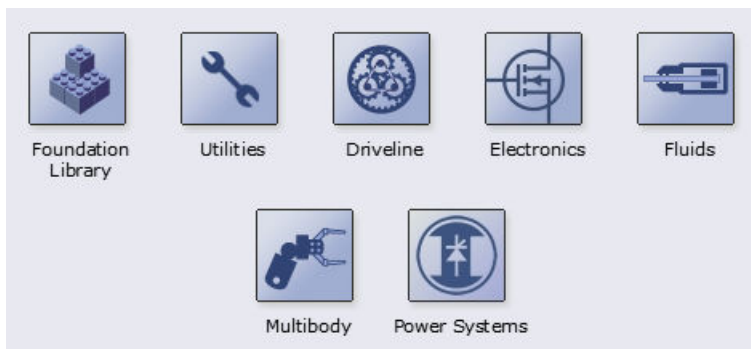 Foundation
Library
Utilities
Driveline
Electronics
Fluids
Multibody
Power Systems